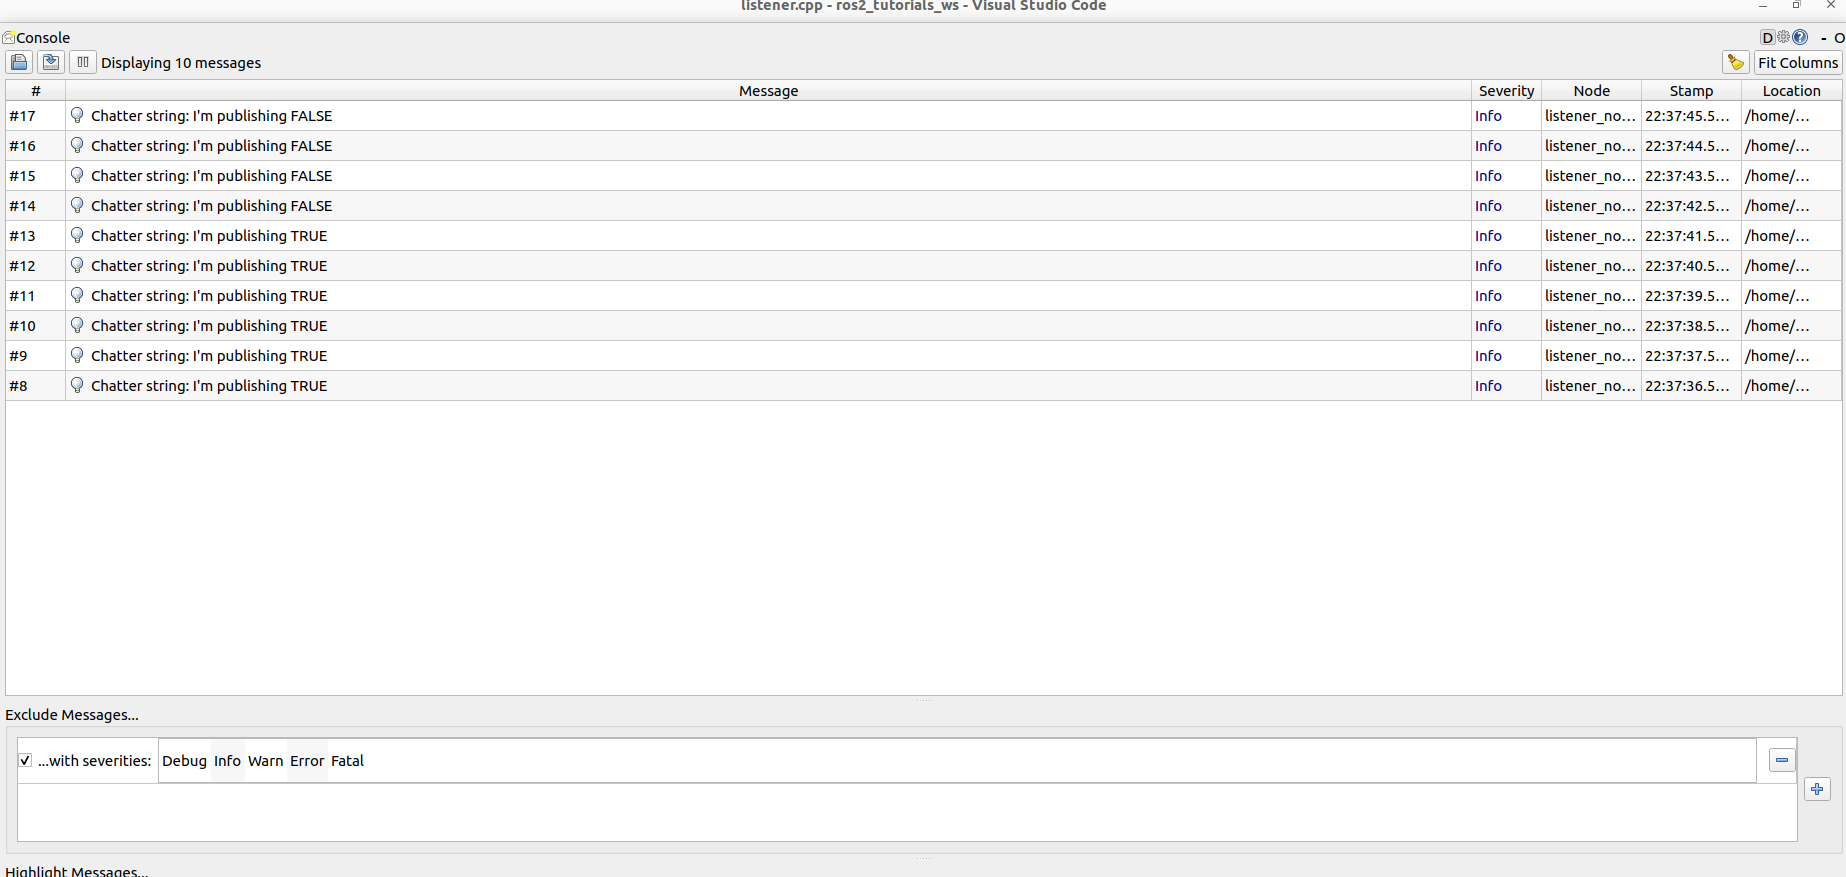 listener.cpp - ros2_tutorials_ws - Visual Studio Code
Console D - O
Displaying 10 messages Fit Columns
# Message Severity Node Stamp Location
#17 Chatter string: I'm publishing FALSE Info listener_no... 22:37:45.5... /home/...
#16 Chatter string: I'm publishing FALSE Info listener_no... 22:37:44.5... /home/...
#15 Chatter string: I'm publishing FALSE Info listener_no... 22:37:43.5... /home/...
#14 Chatter string: I'm publishing FALSE Info listener_no... 22:37:42.5... /home/...
#13 Chatter string: I'm publishing TRUE Info listener_no... 22:37:41.5... /home/...
#12 Chatter string: I'm publishing TRUE Info listener_no... 22:37:40.5... /home/...
#11 Chatter string: I'm publishing TRUE Info listener_no... 22:37:39.5... /home/...
#10 Chatter string: I'm publishing TRUE Info listener_no... 22:37:38.5... /home/...
#9 Chatter string: I'm publishing TRUE Info listener_no... 22:37:37.5... /home/...
#8 Chatter string: I'm publishing TRUE Info listener_no... 22:37:36.5... /home/...
Exclude Messages...
...with severities: Debug Info Warn Error Fatal
Highlight Messages...